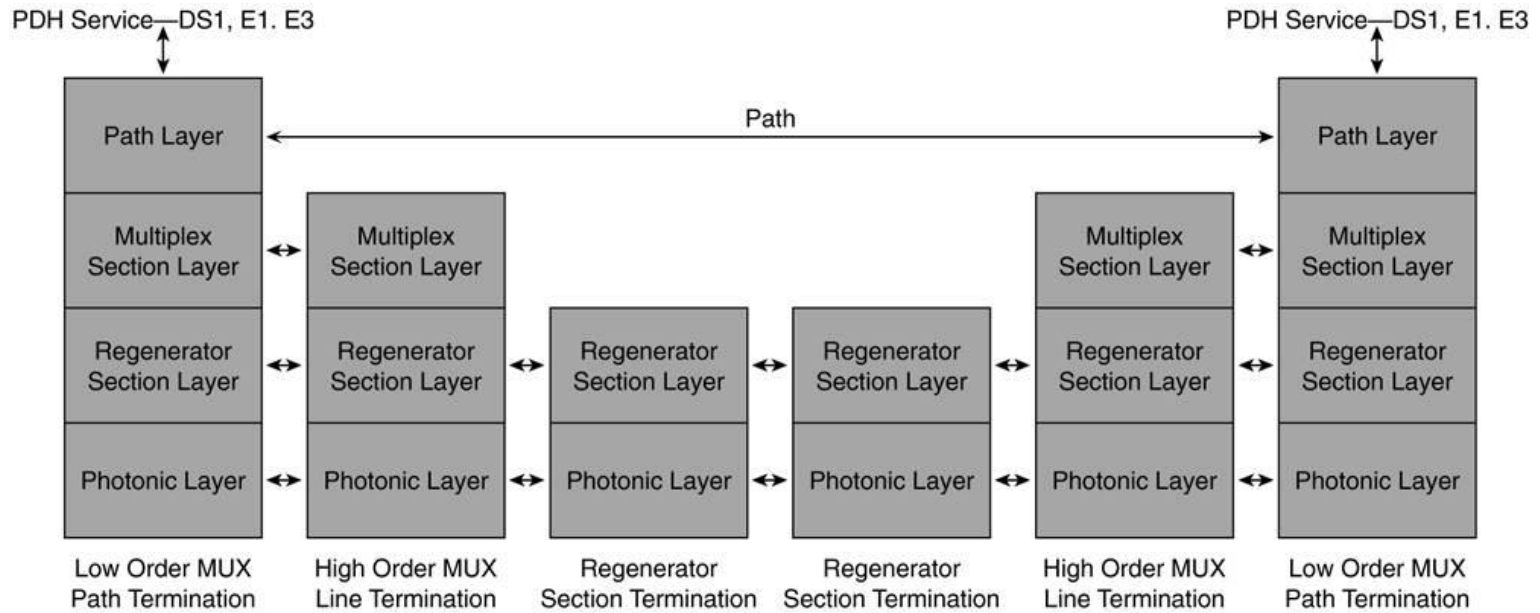 PDH Service—DS1, E1. E3
PDH Service—DS1, E1. E3
Path Layer
Path
Path Layer
Multiplex
Section Layer
Multiplex
Section Layer
Multiplex
Section Layer
Multiplex
Section Layer
Regenerator
Section Layer
Regenerator
Section Layer
Regenerator
Section Layer
Regenerator
Section Layer
Regenerator
Section Layer
Regenerator
Section Layer
Photonic Layer
Photonic Layer
Photonic Layer
Photonic Layer
Photonic Layer
Photonic Layer
Low Order MUX
Path Termination
High Order MUX
Line Termination
Regenerator
Section Termination
Regenerator
Section Termination
High Order MUX
Line Termination
Low Order MUX
Path Termination